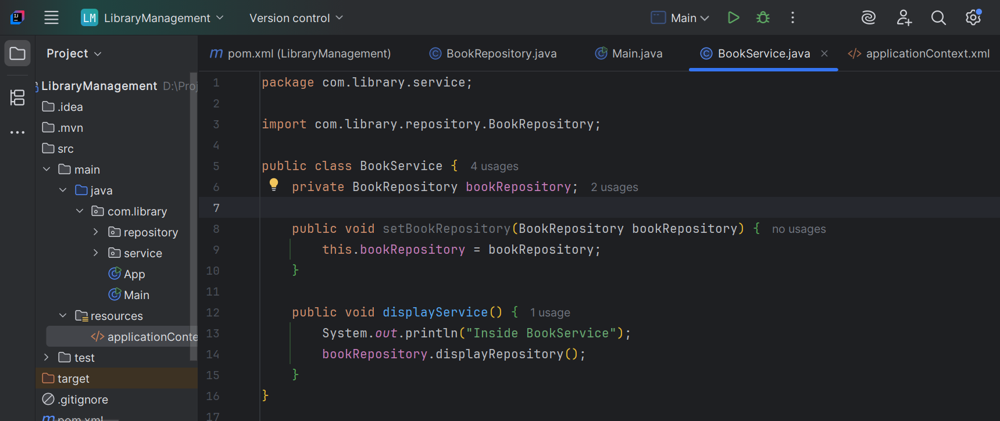 LM LibraryManagement Version control Main
Project
pom.xml (LibraryManagement) BookRepository.java Main.java BookService.java applicationContext.xml
LibraryManagement D:\Proj
.idea
.mvn
src
main
java
com.library
repository
service
App
Main
resources
applicationConte
test
target
.gitignore
pom.xml
1 package com.library.service;
2
3 import com.library.repository.BookRepository;
4
5 public class BookService { 4 usages
6 private BookRepository bookRepository; 2 usages
7
8 public void setBookRepository(BookRepository bookRepository) { no usages
9 this.bookRepository = bookRepository;
10 }
11
12 public void displayService() { 1 usage
13 System.out.println("Inside BookService");
14 bookRepository.displayRepository();
15 }
16 }
17